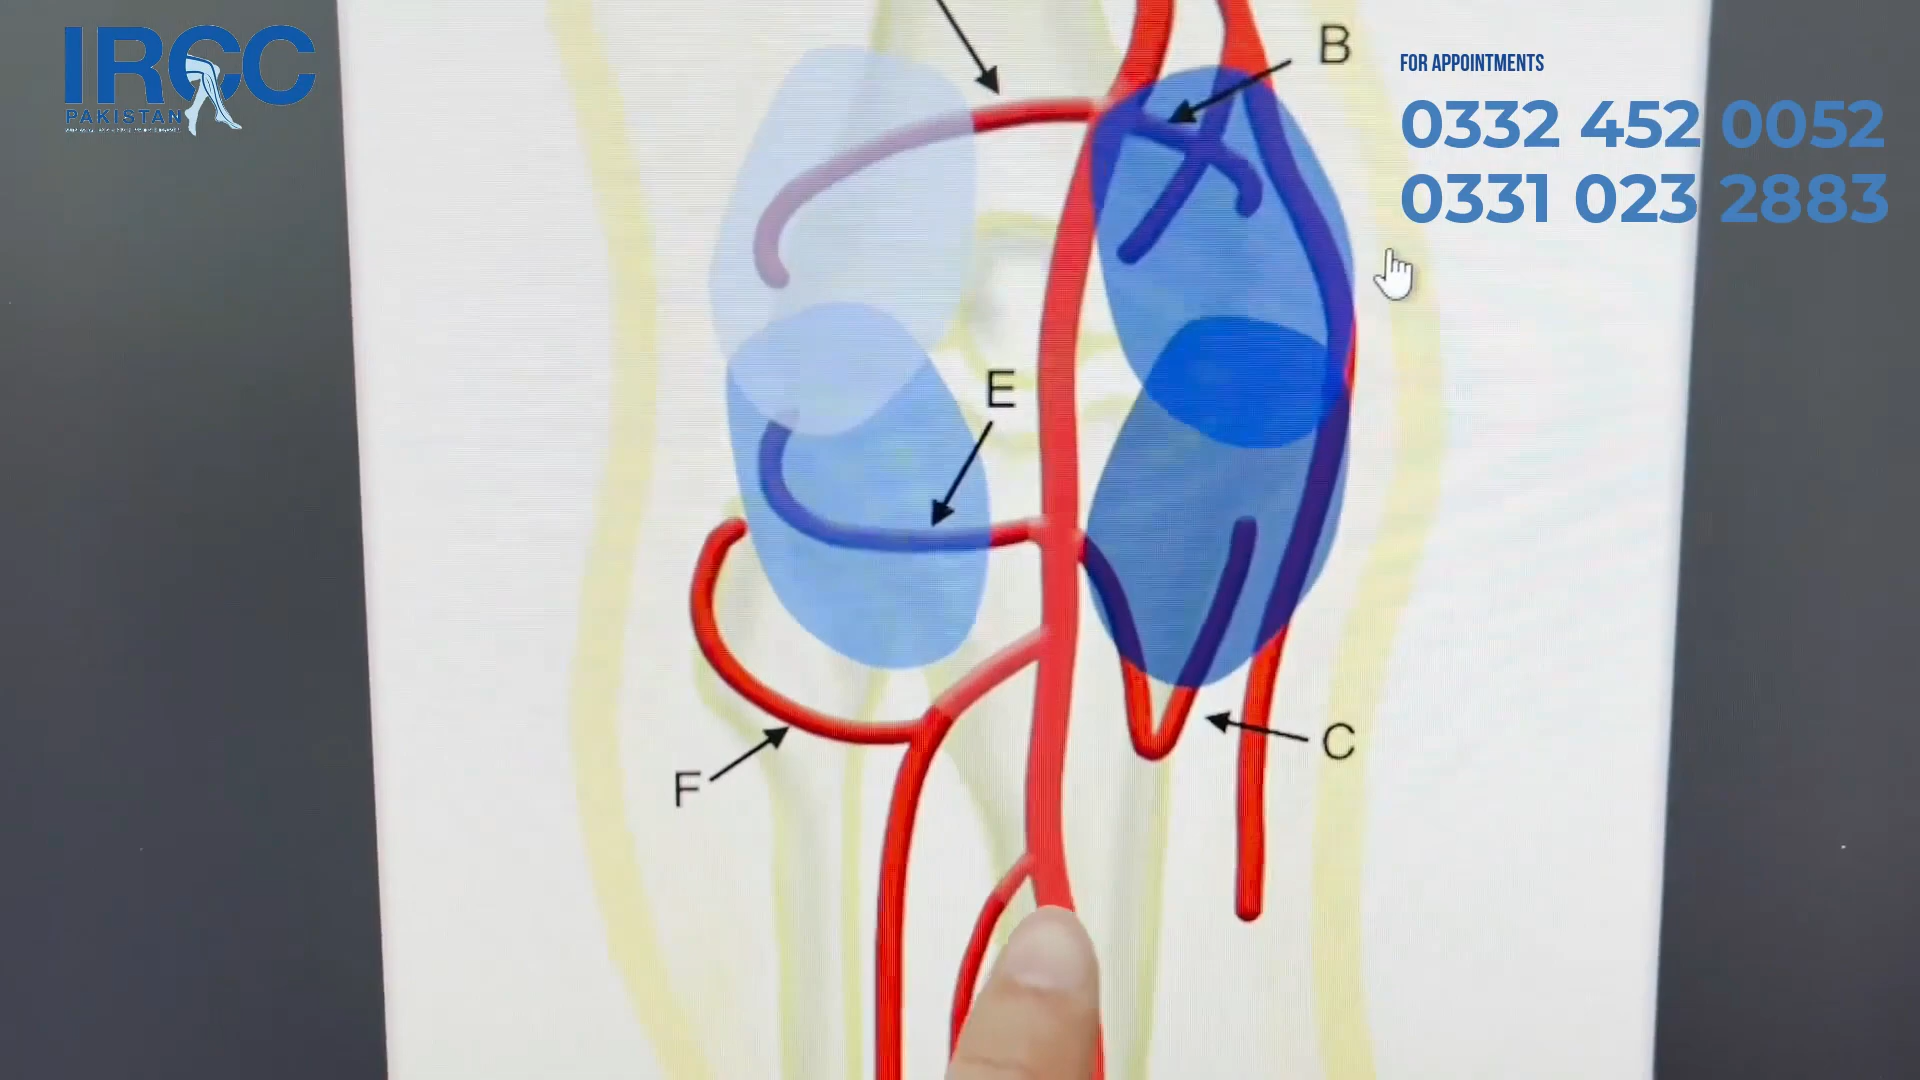 IRCC
PAKISTAN
FOR APPOINTMENTS
0332 452 0052
0331 023 2883
B
E
C
F